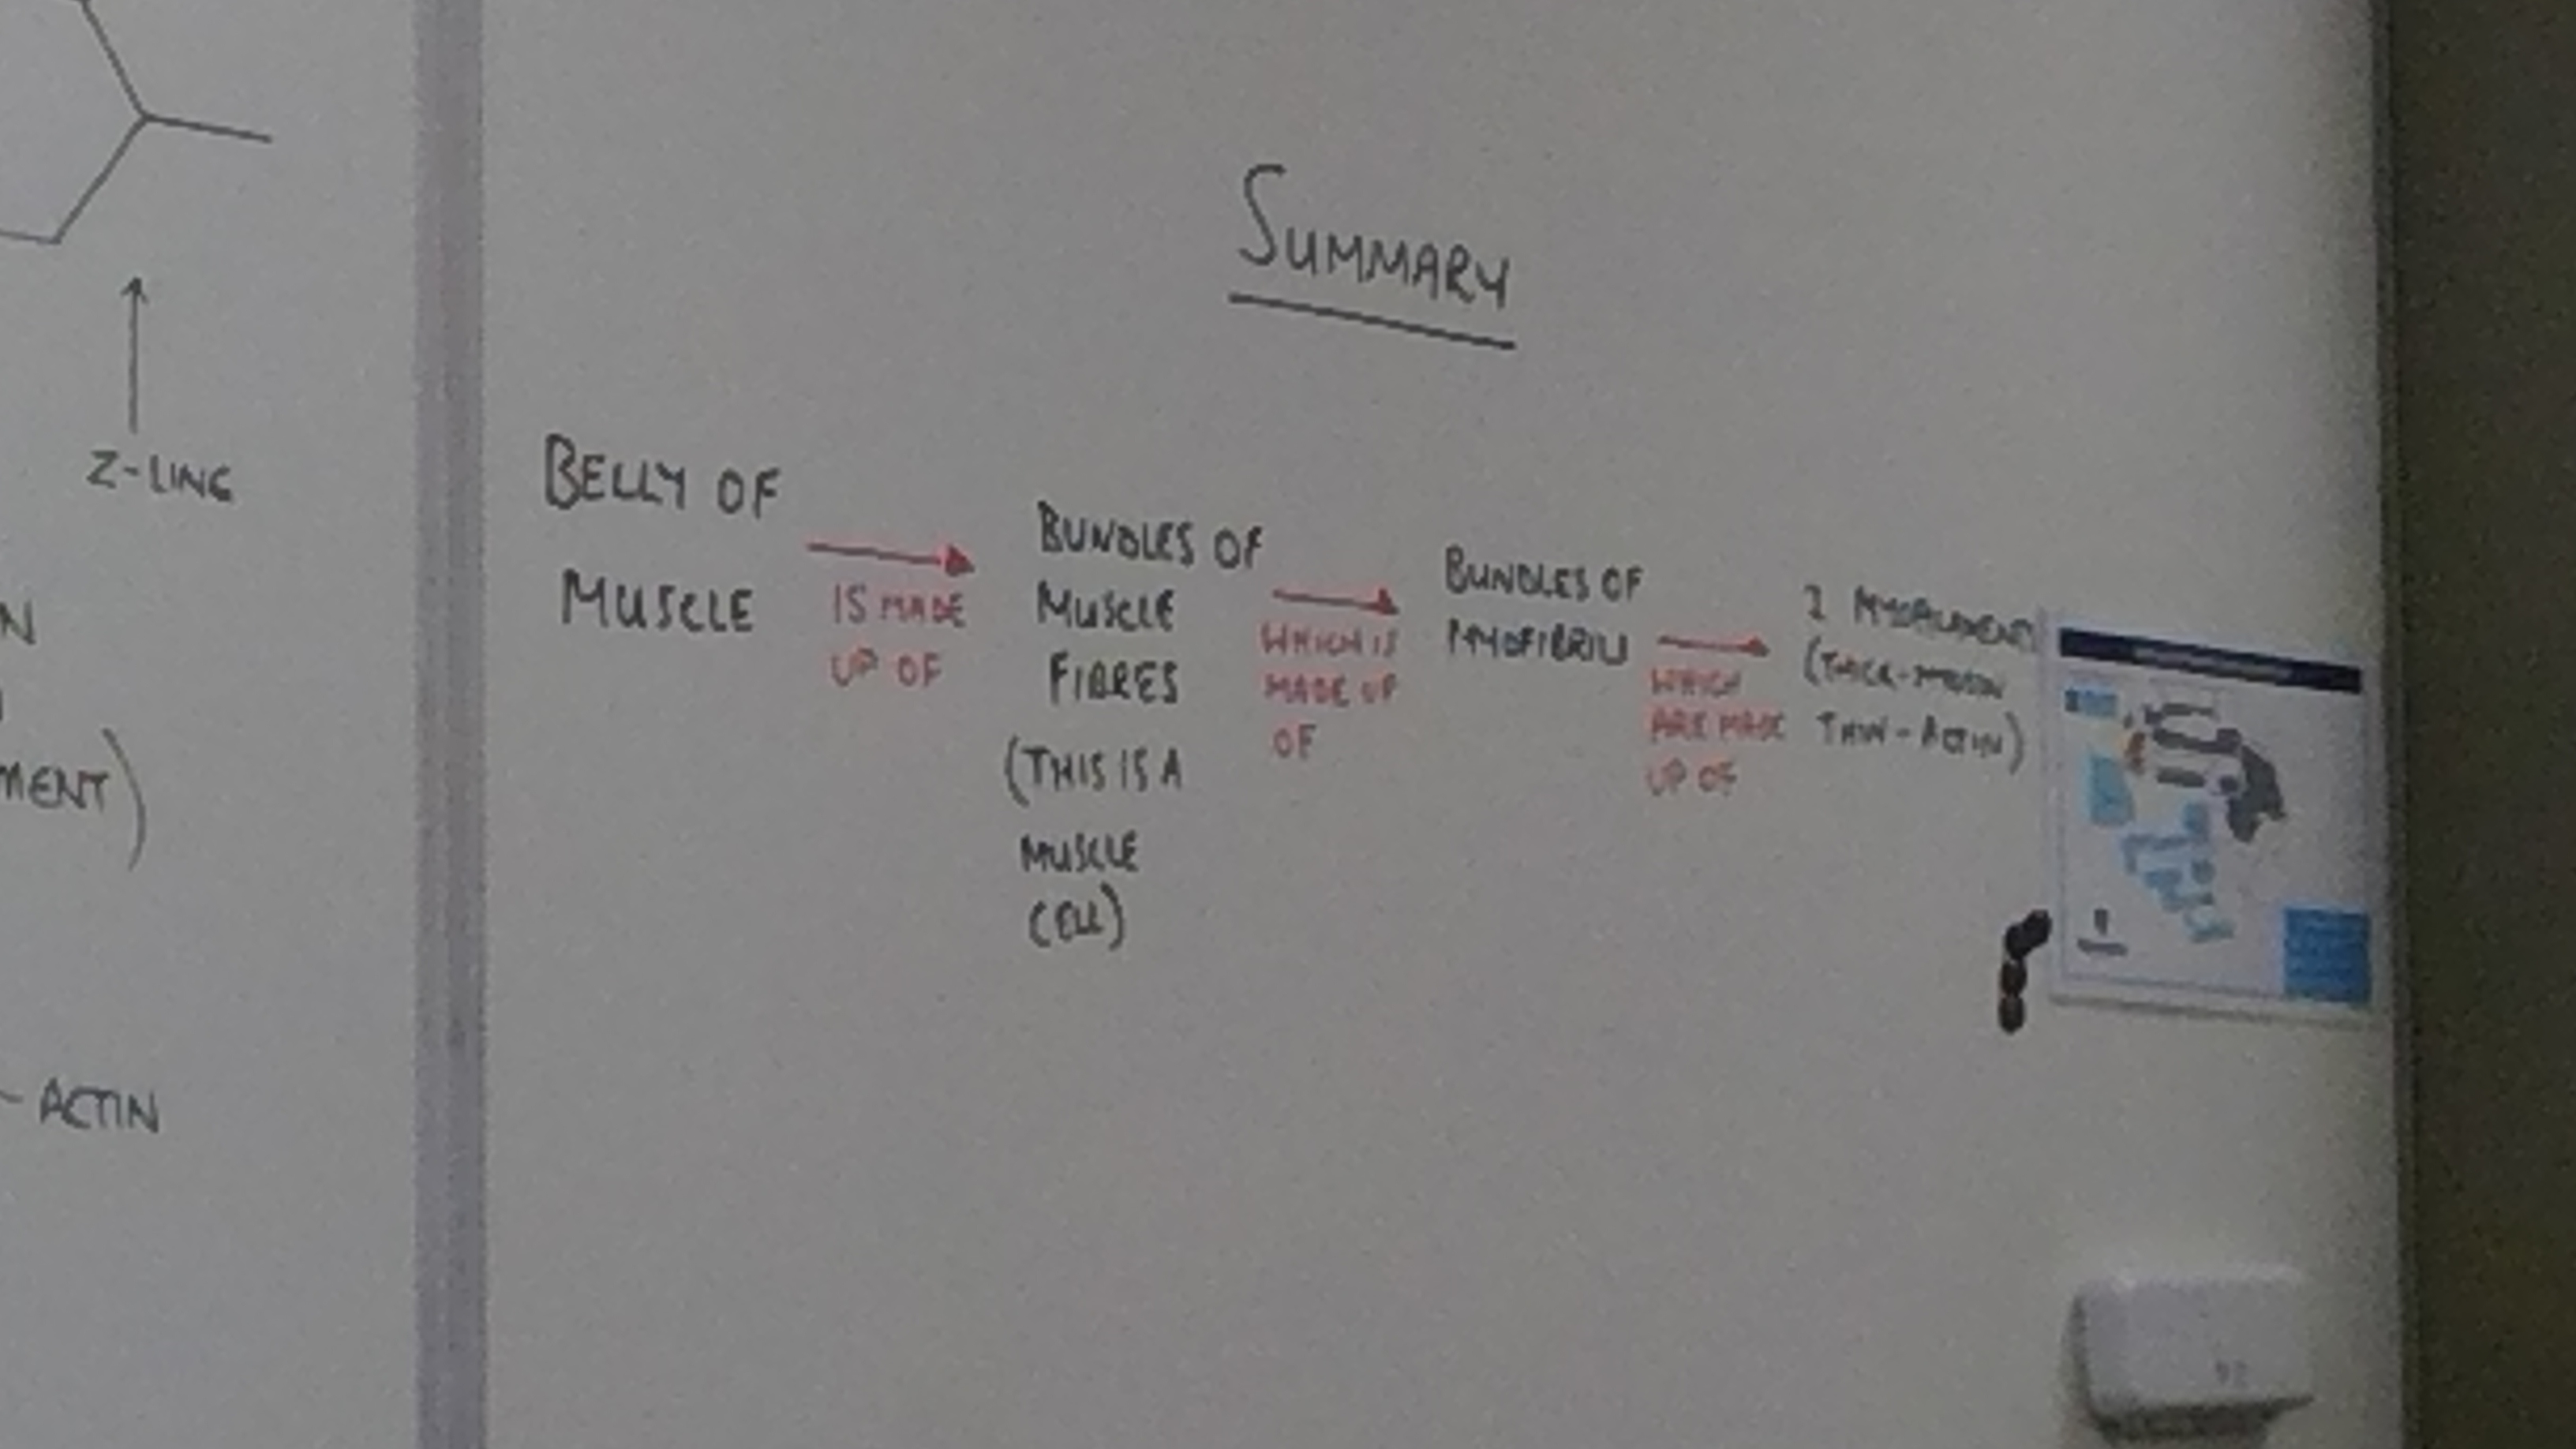 SUMMARY
Z-LINE
N
MENT)
- ACTIN
BELLY OF
MUSCLE
IS MADE
UP OF
BUNDLES OF
MUSCLE
FIBRES
(THIS IS A
MUSCLE
CELL)
WHICH IS
MADE UP
OF
BUNDLES OF
MYOFIBRILS
WHICH
ARE MADE
UP OF
2 MYOFILAMENTS
(THICK-MYOSIN
THIN-ACTIN)